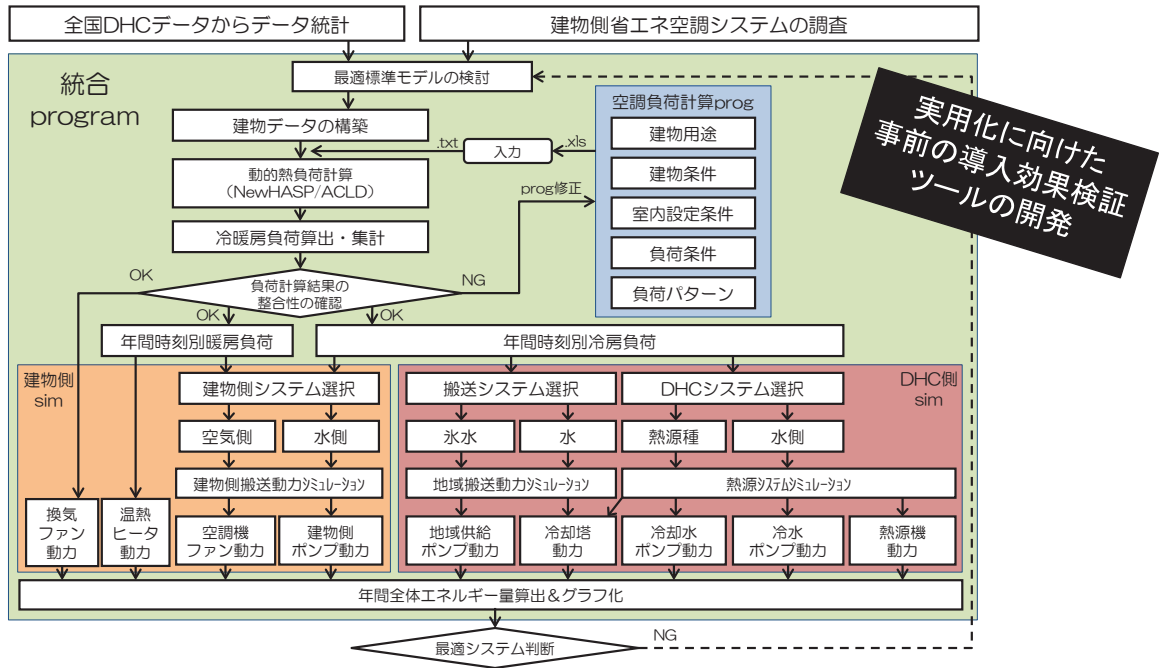 全国DHCデータからデータ統計
建物側省エネ空調システムの調査
統合
program
最適標準モデルの検討
建物データの構築
.txt
入力
.xls
空調負荷計算prog
建物用途
建物条件
室内設定条件
負荷条件
負荷パターン
実用化に向けた
事前の導入効果検証
ツールの開発
動的熱負荷計算
(NewHASP/ACLD)
prog修正
冷暖房負荷算出・集計
OK
NG
負荷計算結果の
整合性の確認
OK
OK
年間時刻別暖房負荷
年間時刻別冷房負荷
建物側
sim
建物側システム選択
搬送システム選択
DHCシステム選択
DHC側
sim
空気側
水側
氷水
水
熱源種
水側
建物側搬送動力ｼﾐｭﾚｰｼｮﾝ
地域搬送動力ｼﾐｭﾚｰｼｮﾝ
熱源ｼｽﾃﾑｼﾐｭﾚｰｼｮﾝ
換気
ファン
動力
温熱
ヒータ
動力
空調機
ファン動力
建物側
ポンプ動力
地域供給
ポンプ動力
冷却塔
動力
冷却水
ポンプ動力
冷水
ポンプ動力
熱源機
動力
年間全体エネルギー量算出&グラフ化
最適システム判断
NG